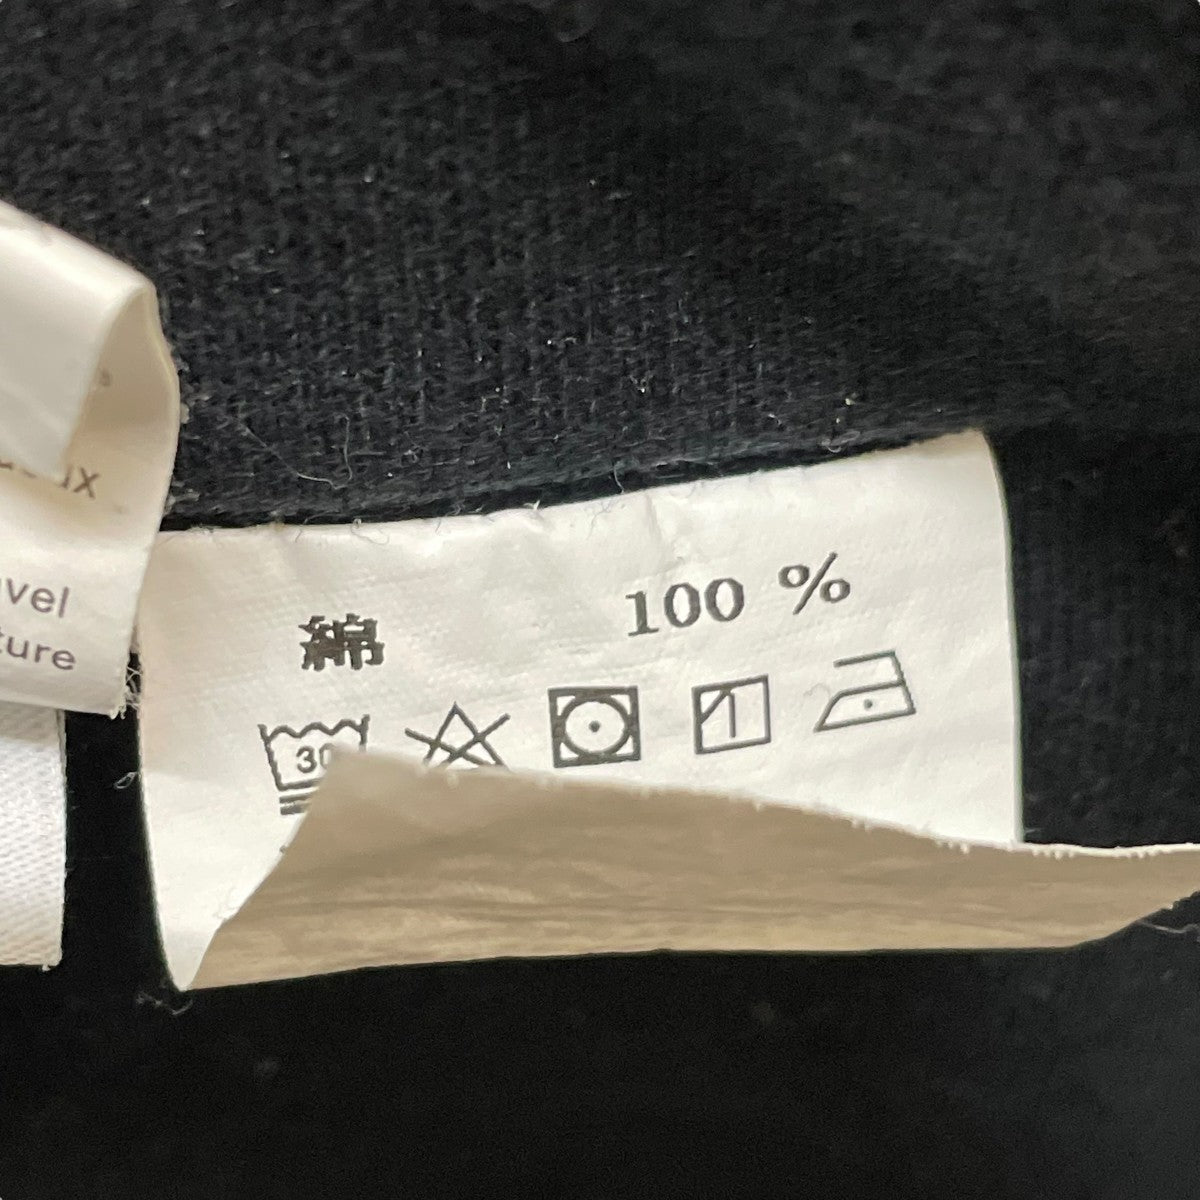 綿 100 %
30
vel
ture